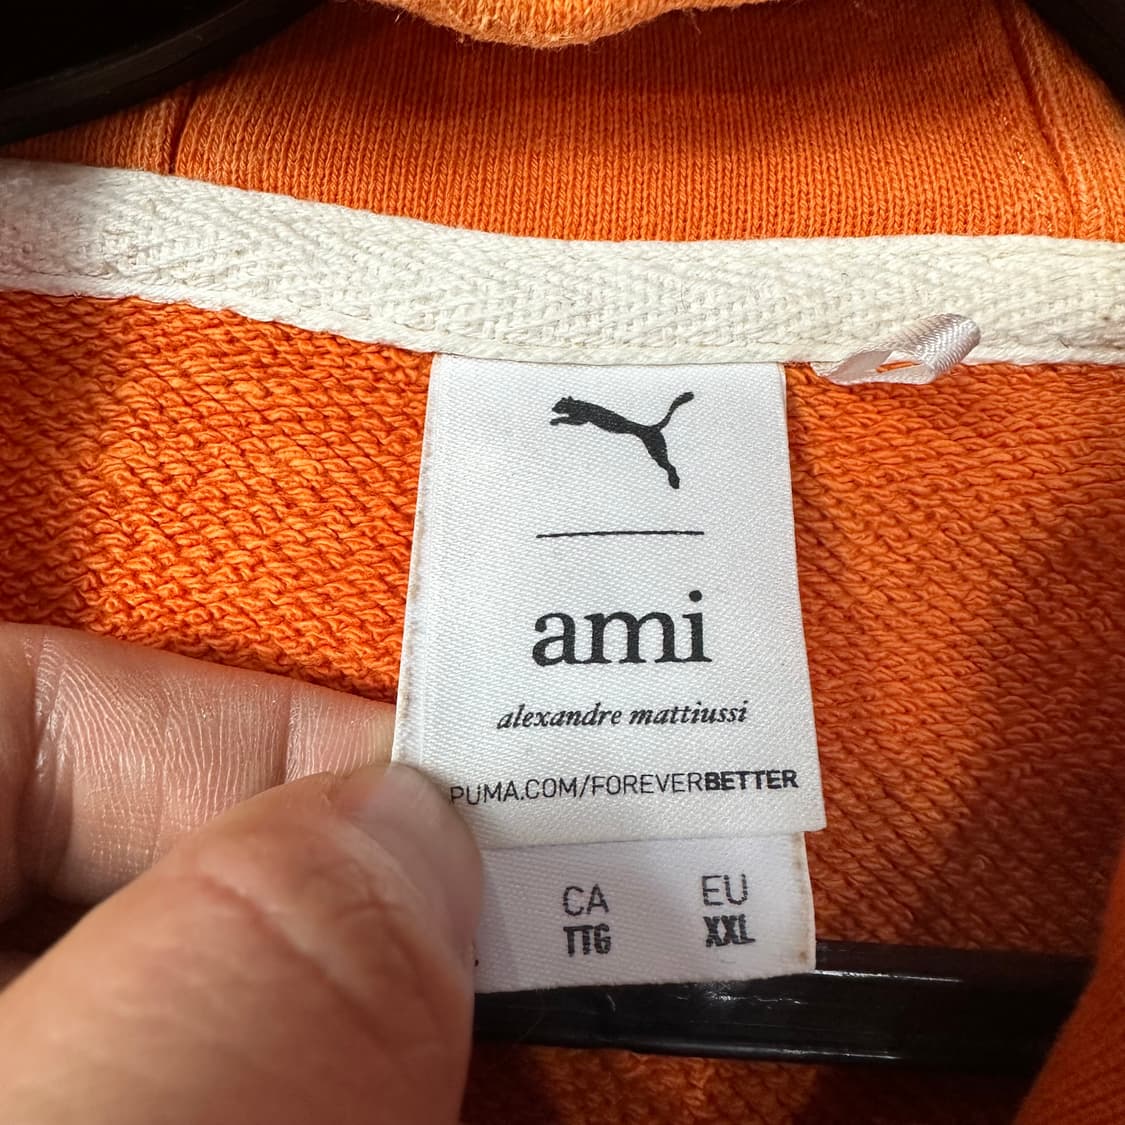 ami
alexandre mattiussi
PUMA.COM/FOREVERBETTER
CA EU
TTG XXL